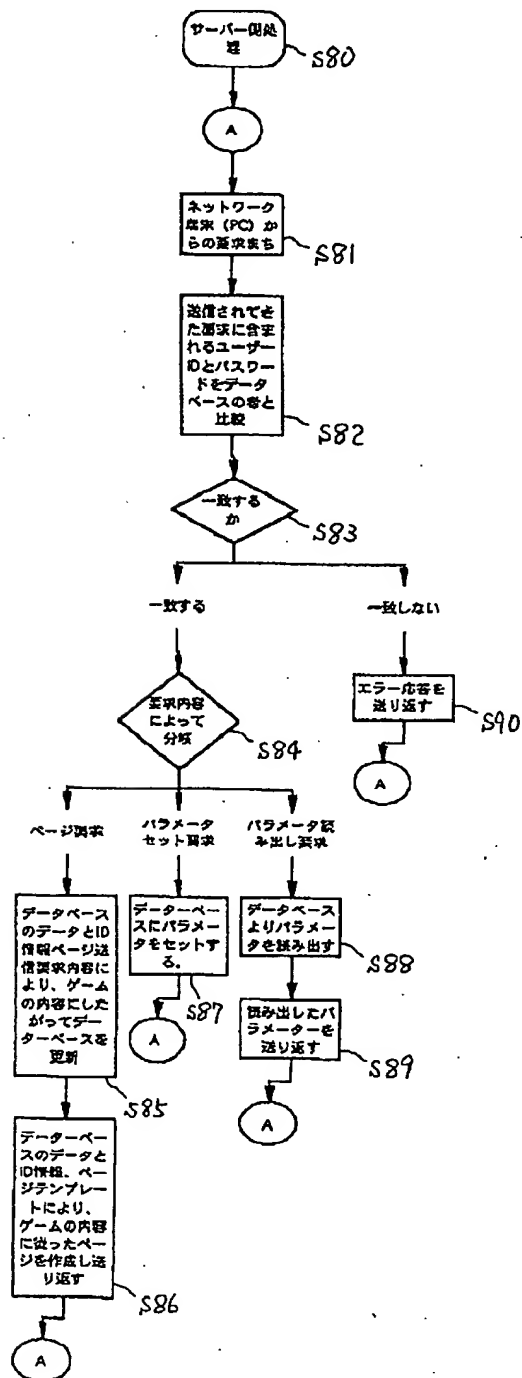 サーバー側処
理
S80
A
ネットワーク
端末（PC）か
らの要求まち
S81
送信されてき
た要求に含ま
れるユーザー
IDとパスワー
ドをデータ
ベースの者と
比較
S82
一致する
か
S83
一致する
一致しない
要求内容
によって
分岐
S84
エラー応答を
送り返す
S90
A
ページ要求
パラメータ
セット要求
パラメータ読
み出し要求
データベース
のデータとID
情報ページ送
信要求内容に
より、ゲーム
の内容にした
がってデー
ターベースを
更新
S85
データーベー
スにパラメー
タをセットす
る。
S87
A
データベース
よりパラメー
タを読み出す
S88
読み出したパ
ラメーターを
送り返す
S89
A
データーベー
スのデータと
ID情報、ペー
ジテンプレー
トにより、
ゲームの内容
に従ったペー
ジを作成し送
り返す
S86
A